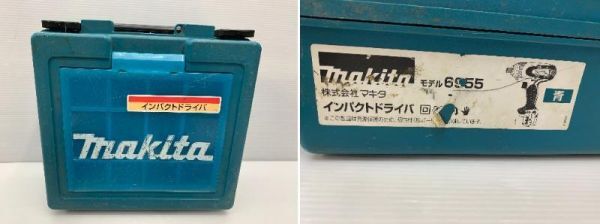 インパクトドライバ
makita
makita モデル 6955
株式会社マキタ
インパクトドライバ
青